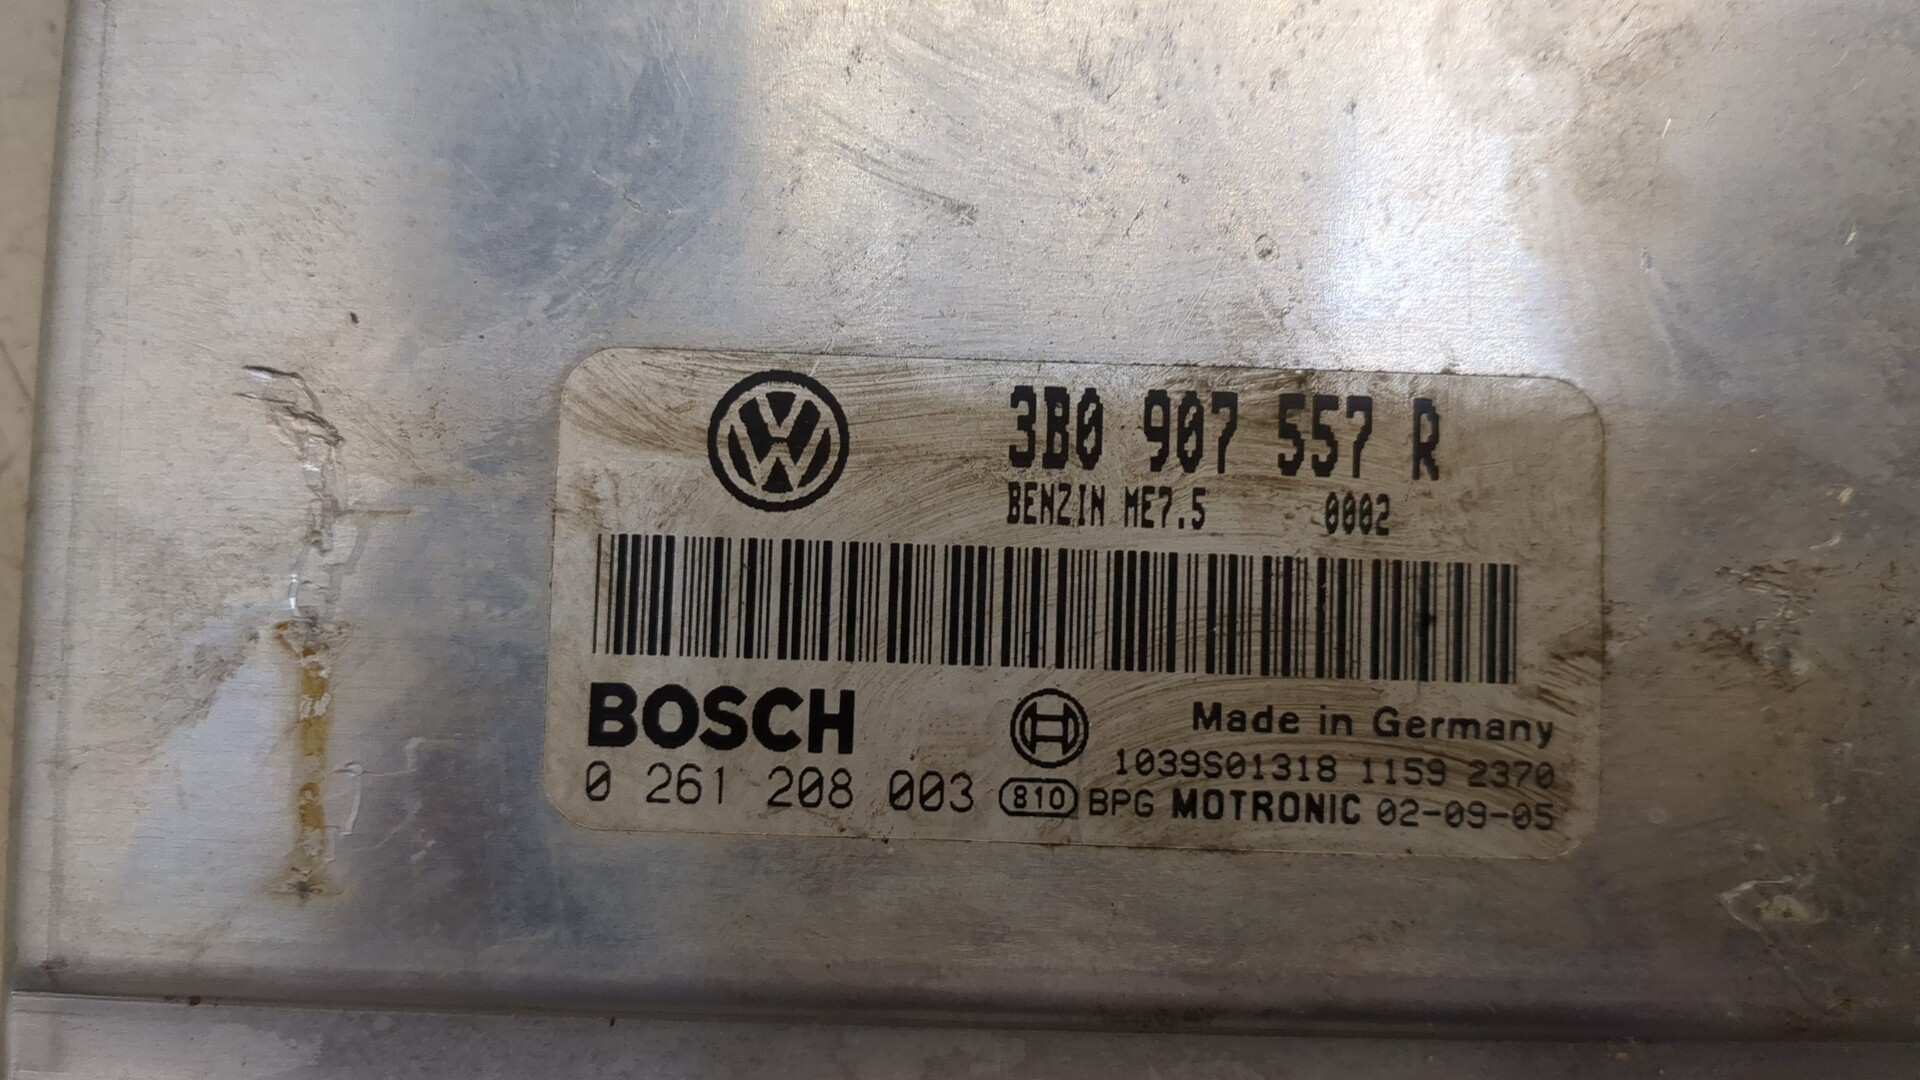 3B0 907 557 R
BENZIN ME7.5 0002
BOSCH
Made in Germany
1039S01318 1159 2370
0 261 208 003 810 BPG MOTRONIC 02-09-05